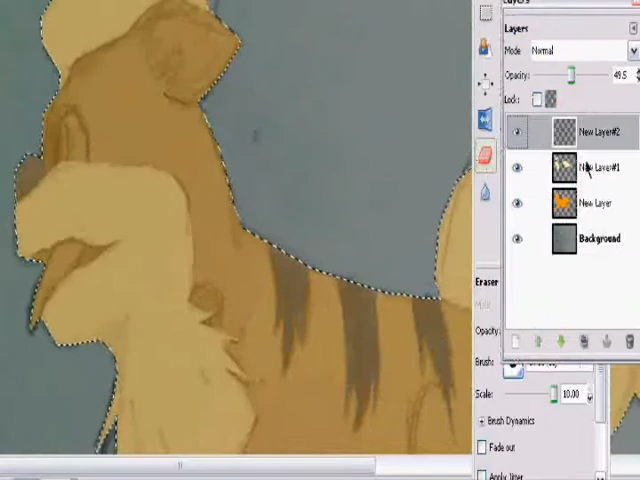 Layers
Layers
Mode Normal
Opacity: 49.5
Lock:
New Layer#2
New Layer#1
New Layer
Background
Eraser
Opacity:
Brush:
Scale: 10.00
Brush Dynamics
Fade out
Apply Jitter